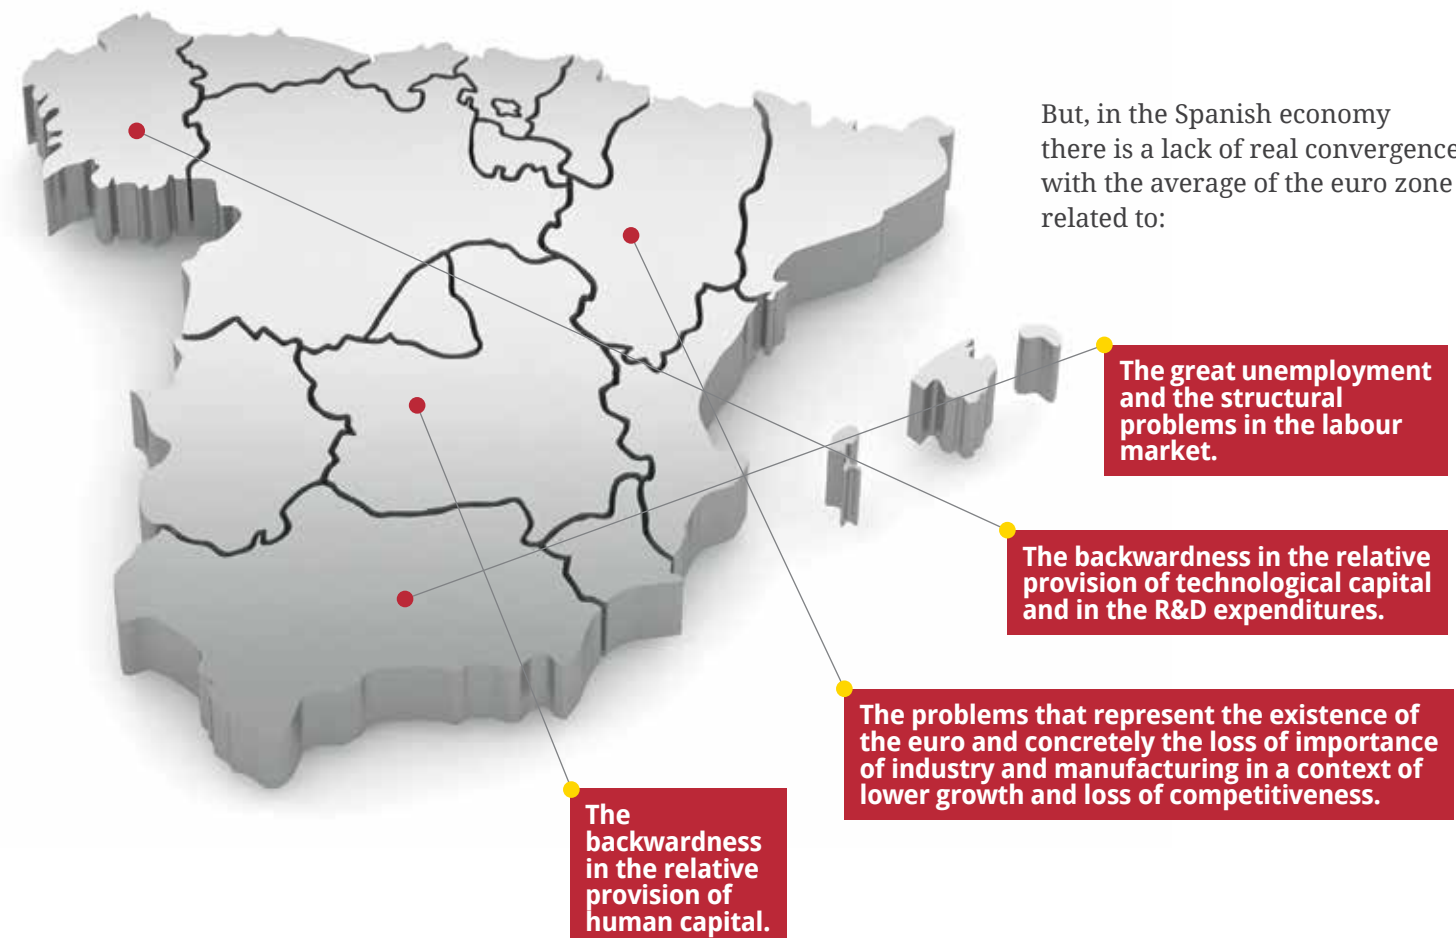 But, in the Spanish economy
there is a lack of real convergence
with the average of the euro zone
related to:
The great unemployment
and the structural
problems in the labour
market.
The backwardness in the relative
provision of technological capital
and in the R&D expenditures.
The problems that represent the existence of
the euro and concretely the loss of importance
of industry and manufacturing in a context of
lower growth and loss of competitiveness.
The
backwardness
in the relative
provision of
human capital.